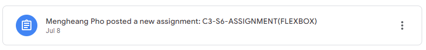 Mengheang Pho posted a new assignment: C3-S6-ASSIGNMENT(FLEXBOX)
Jul 8